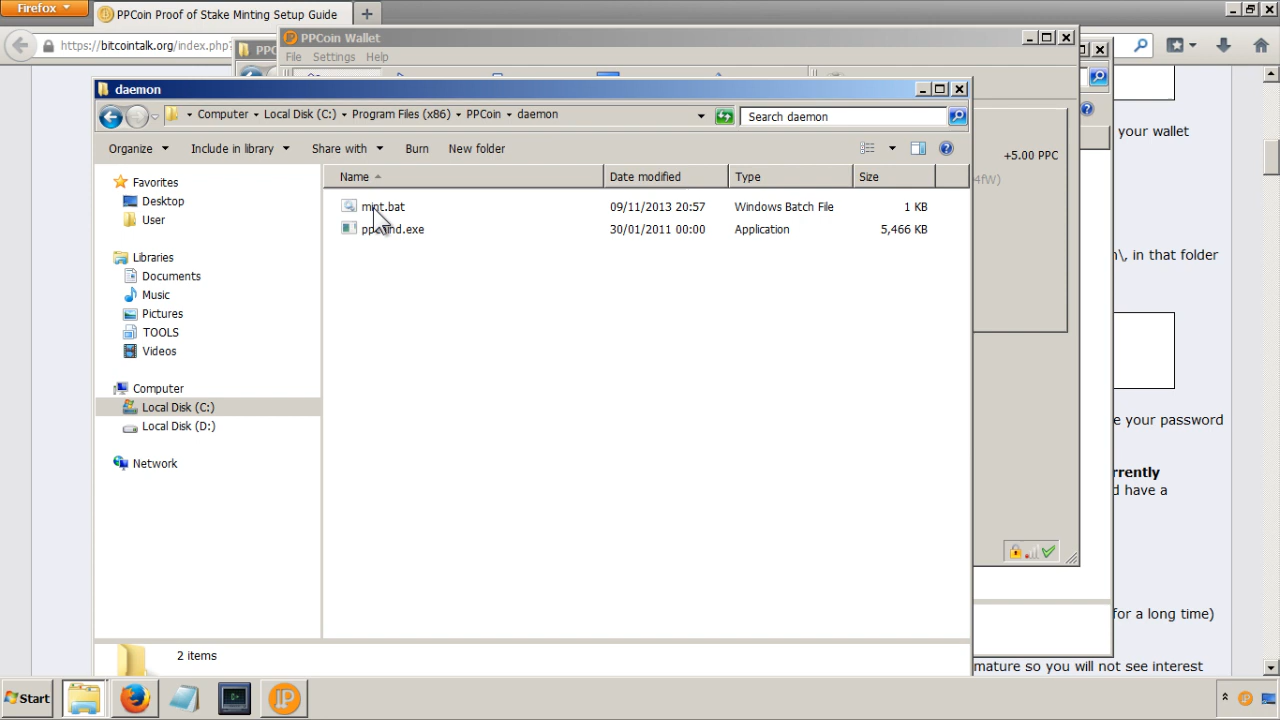 Firefox
PPCoin Proof of Stake Minting Setup Guide
https://bitcointalk.org/index.php?
PPC
PPCoin Wallet
File Settings Help
daemon
Computer Local Disk (C:) Program Files (x86) PPCoin daemon
Search daemon
Organize Include in library Share with Burn New folder
Favorites
Desktop
User
Libraries
Documents
Music
Pictures
TOOLS
Videos
Computer
Local Disk (C:)
Local Disk (D:)
Network
Name Date modified Type Size
mint.bat 09/11/2013 20:57 Windows Batch File 1 KB
30/01/2011 00:00 Application 5,466 KB
2 items
+5.00 PPC
4fW)
your wallet
\, in that folder
e your password
rrently
d have a
for a long time)
mature so you will not see interest
Start